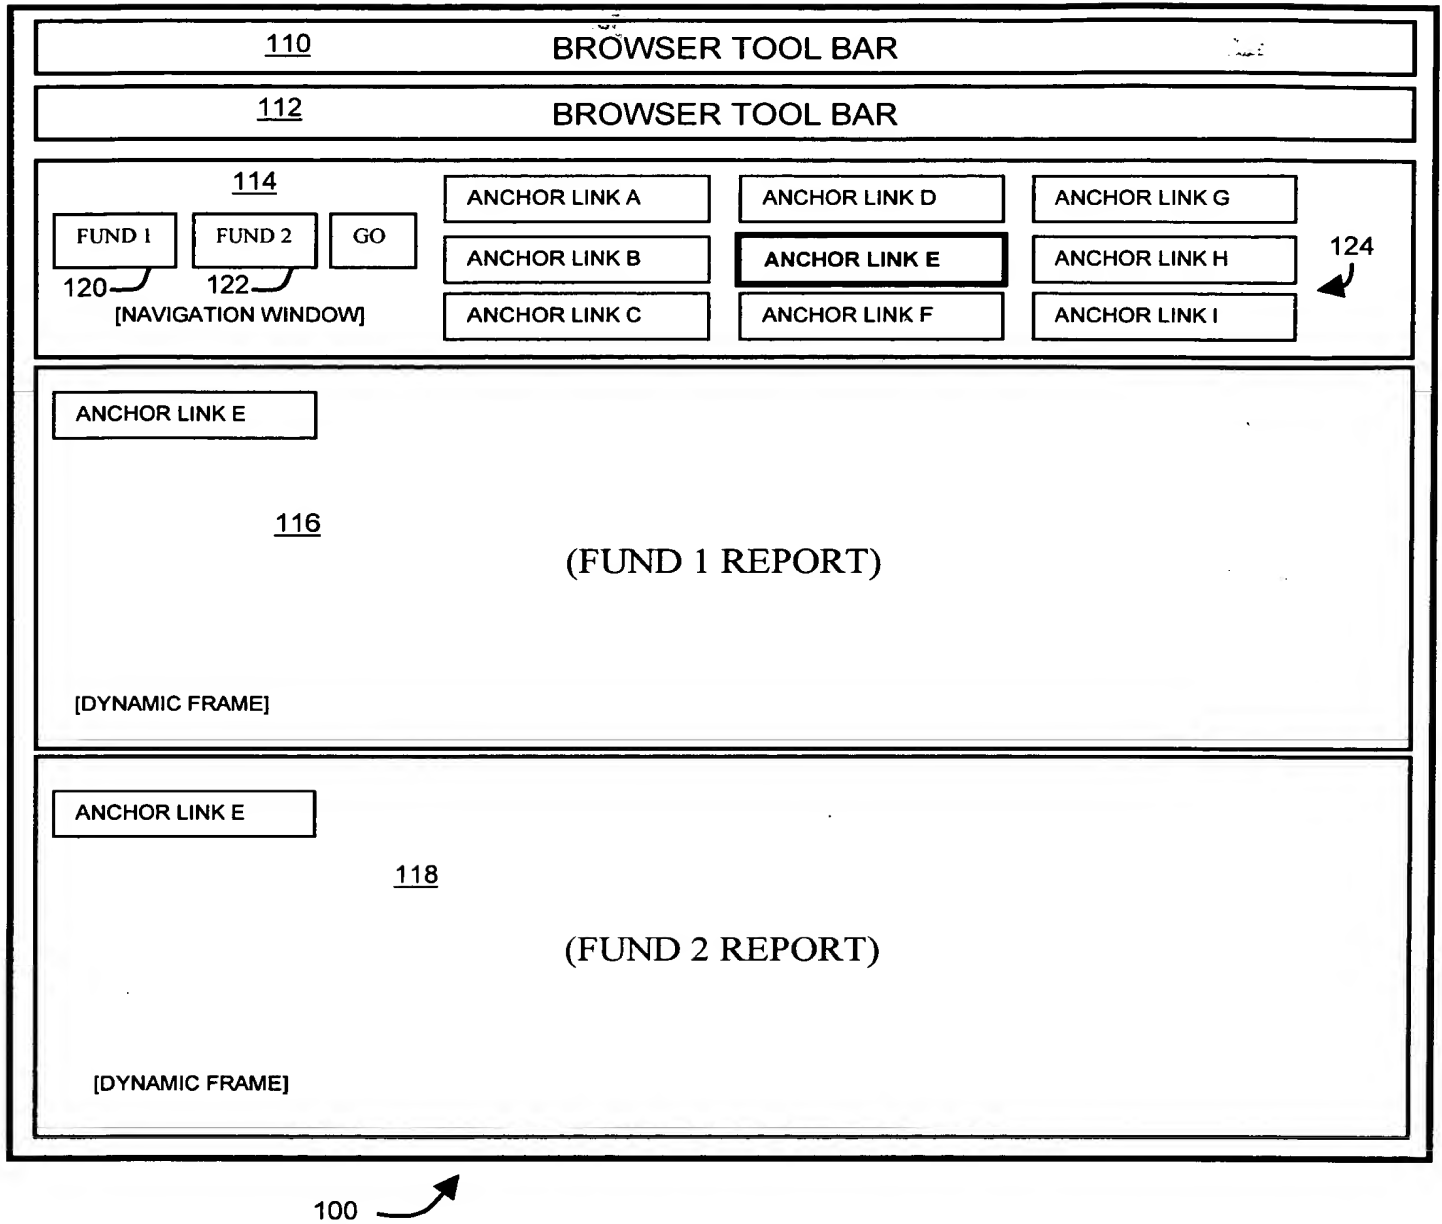 110 BROWSER TOOL BAR
112 BROWSER TOOL BAR
114
FUND 1 FUND 2 GO
120 122
[NAVIGATION WINDOW]
ANCHOR LINK A ANCHOR LINK D ANCHOR LINK G
ANCHOR LINK B ANCHOR LINK E ANCHOR LINK H
ANCHOR LINK C ANCHOR LINK F ANCHOR LINK I
124
ANCHOR LINK E
116
(FUND 1 REPORT)
[DYNAMIC FRAME]
ANCHOR LINK E
118
(FUND 2 REPORT)
[DYNAMIC FRAME]
100